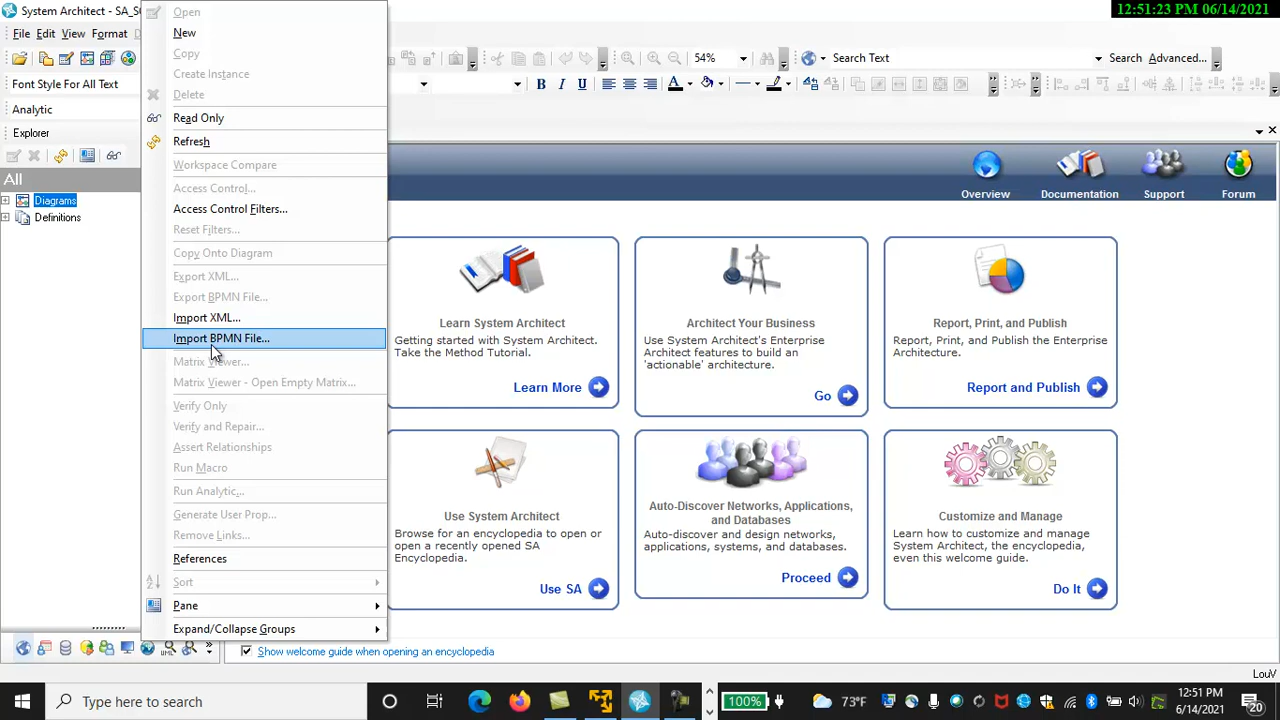 System Architect - SA_S
12:51:23 PM 06/14/2021
File Edit View Format
54%
Search Text
Search Advanced...
Font Style For All Text
B I U
Analytic
Explorer
All
Diagrams
Definitions
Open
New
Copy
Create Instance
Delete
Read Only
Refresh
Workspace Compare
Access Control...
Access Control Filters...
Reset Filters...
Copy Onto Diagram
Export XML...
Export BPMN File...
Import XML...
Import BPMN File...
Matrix Viewer...
Matrix Viewer - Open Empty Matrix...
Verify Only
Verify and Repair...
Assert Relationships
Run Macro
Run Analytic...
Generate User Prop...
Remove Links...
References
Sort
Pane
Expand/Collapse Groups
Overview
Documentation
Support
Forum
Learn System Architect
Getting started with System Architect.
Take the Method Tutorial.
Learn More
Architect Your Business
Use System Architect's Enterprise
Architect features to build an
'actionable' architecture.
Go
Report, Print, and Publish
Report, Print, and Publish the Enterprise
Architecture.
Report and Publish
Use System Architect
Browse for an encyclopedia to open or
open a recently opened SA
Encyclopedia.
Use SA
Auto-Discover Networks, Applications,
and Databases
Auto-discover and design networks,
applications, systems, and databases.
Proceed
Customize and Manage
Learn how to customize and manage
System Architect, the encyclopedia,
even this welcome guide.
Do It
Show welcome guide when opening an encyclopedia
LouV
Type here to search
100%
73°F
12:51 PM
6/14/2021
20